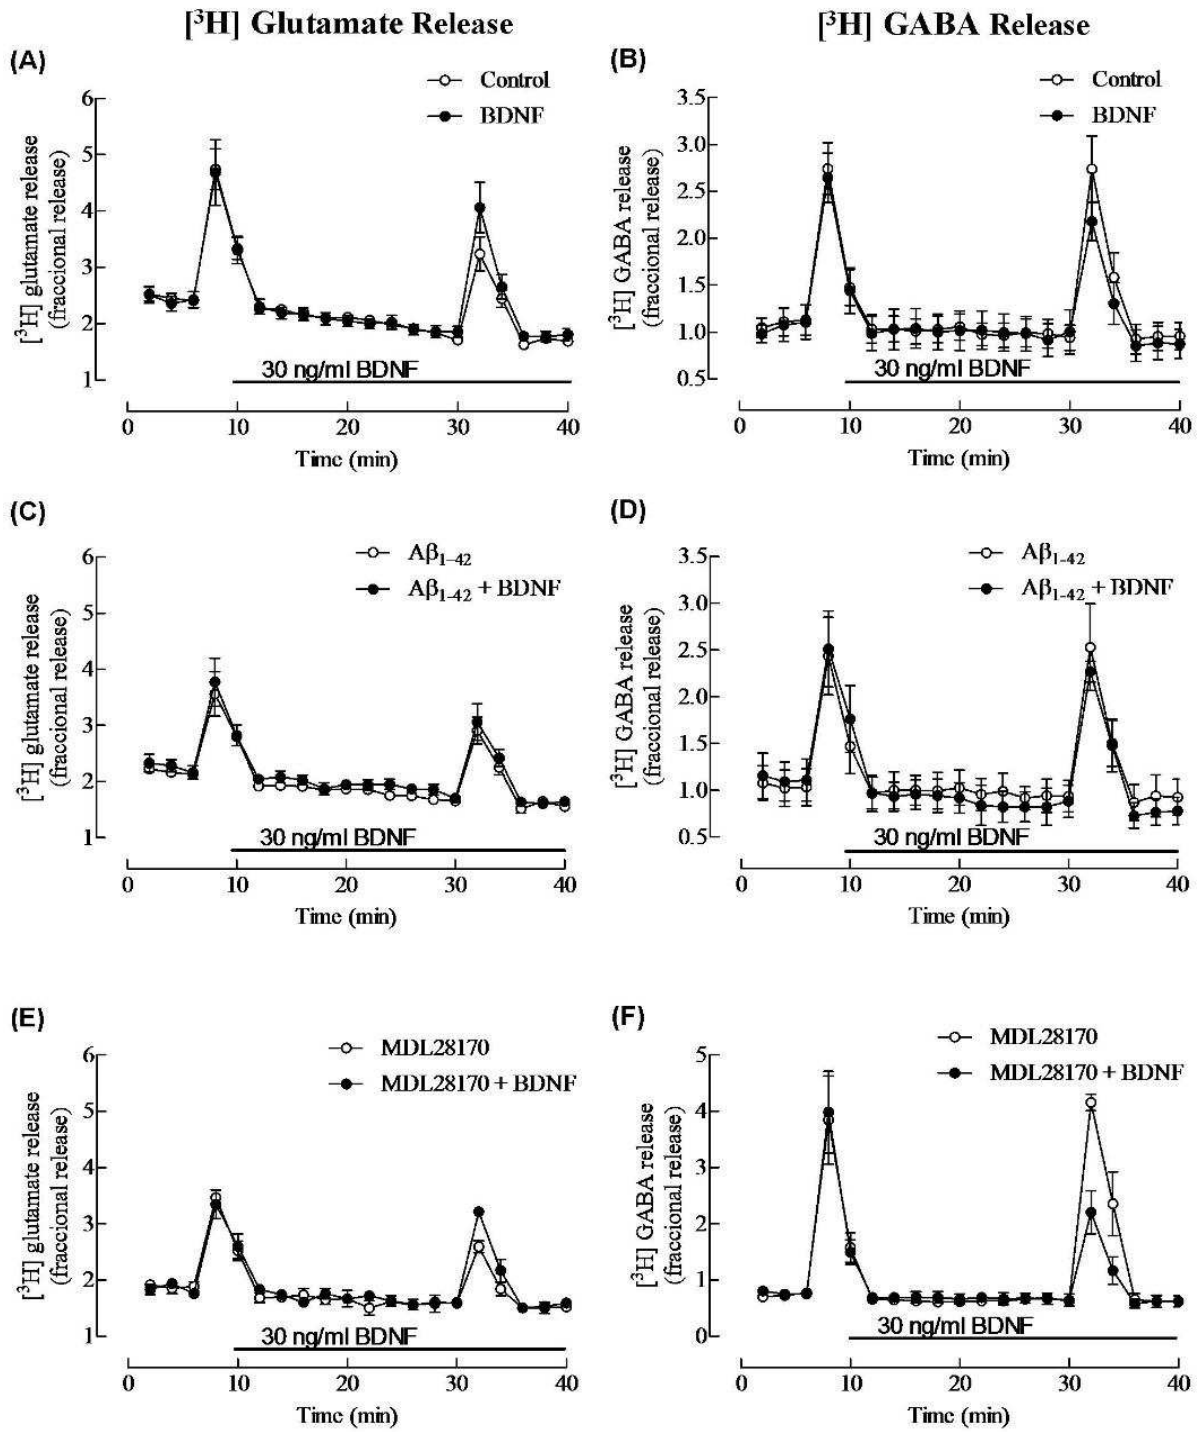 [³H] Glutamate Release
[³H] GABA Release
(A)
Control
BDNF
6
5
4
3
2
1
[³H] glutamate release
(fraccional release)
30 ng/ml BDNF
0 10 20 30 40
Time (min)
(B)
Control
BDNF
3.5
3.0
2.5
2.0
1.5
1.0
0.5
[³H] GABA release
(fraccional release)
30 ng/ml BDNF
0 10 20 30 40
Time (min)
(C)
Aβ₁₋₄₂
Aβ₁₋₄₂ + BDNF
6
5
4
3
2
1
[³H] glutamate release
(fraccional release)
30 ng/ml BDNF
0 10 20 30 40
Time (min)
(D)
Aβ₁₋₄₂
Aβ₁₋₄₂ + BDNF
3.5
3.0
2.5
2.0
1.5
1.0
0.5
[³H] GABA release
(fraccional release)
30 ng/ml BDNF
0 10 20 30 40
Time (min)
(E)
MDL28170
MDL28170 + BDNF
6
5
4
3
2
1
[³H] glutamate release
(fraccional release)
30 ng/ml BDNF
0 10 20 30 40
Time (min)
(F)
MDL28170
MDL28170 + BDNF
5
4
3
2
1
0
[³H] GABA release
(fraccional release)
30 ng/ml BDNF
0 10 20 30 40
Time (min)